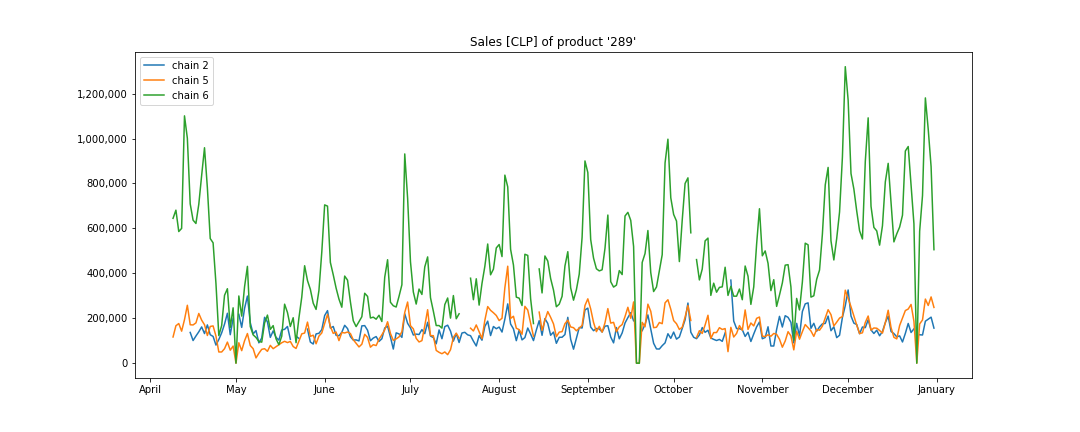 Sales [CLP] of product '289'
chain 2
chain 5
chain 6
1,200,000
1,000,000
800,000
600,000
400,000
200,000
0
April May June July August September October November December January